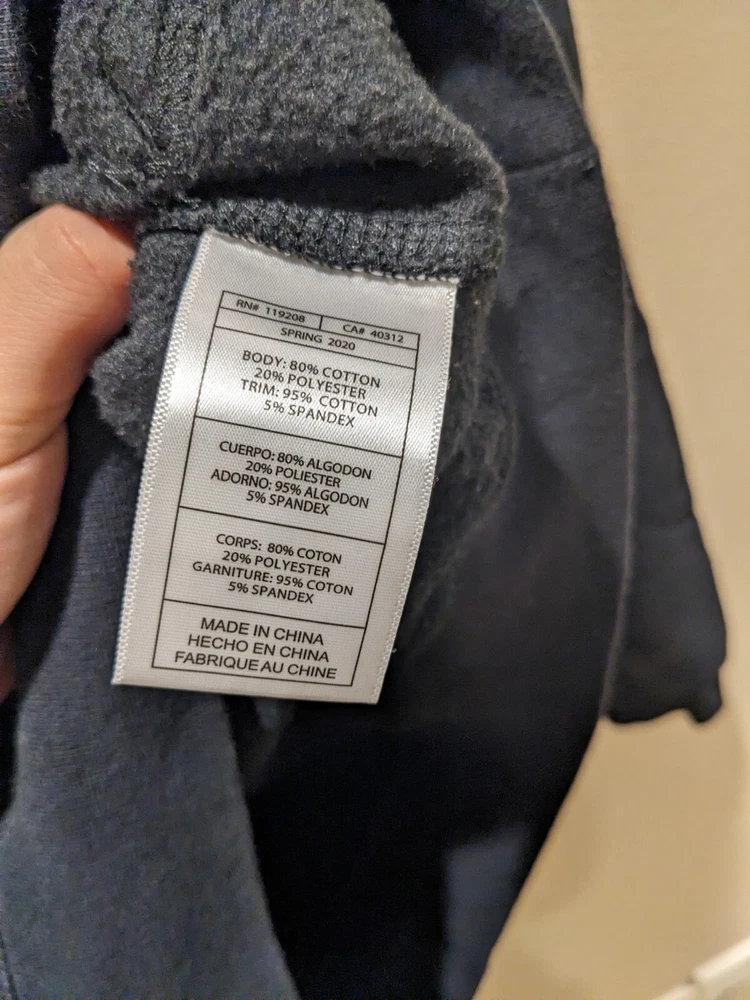 RN# 119208 CA# 40312
SPRING 2020
BODY: 80% COTTON
20% POLYESTER
TRIM: 95% COTTON
5% SPANDEX
CUERPO: 80% ALGODON
20% POLIESTER
ADORNO: 95% ALGODON
5% SPANDEX
CORPS: 80% COTON
20% POLYESTER
GARNITURE: 95% COTON
5% SPANDEX
MADE IN CHINA
HECHO EN CHINA
FABRIQUE AU CHINE